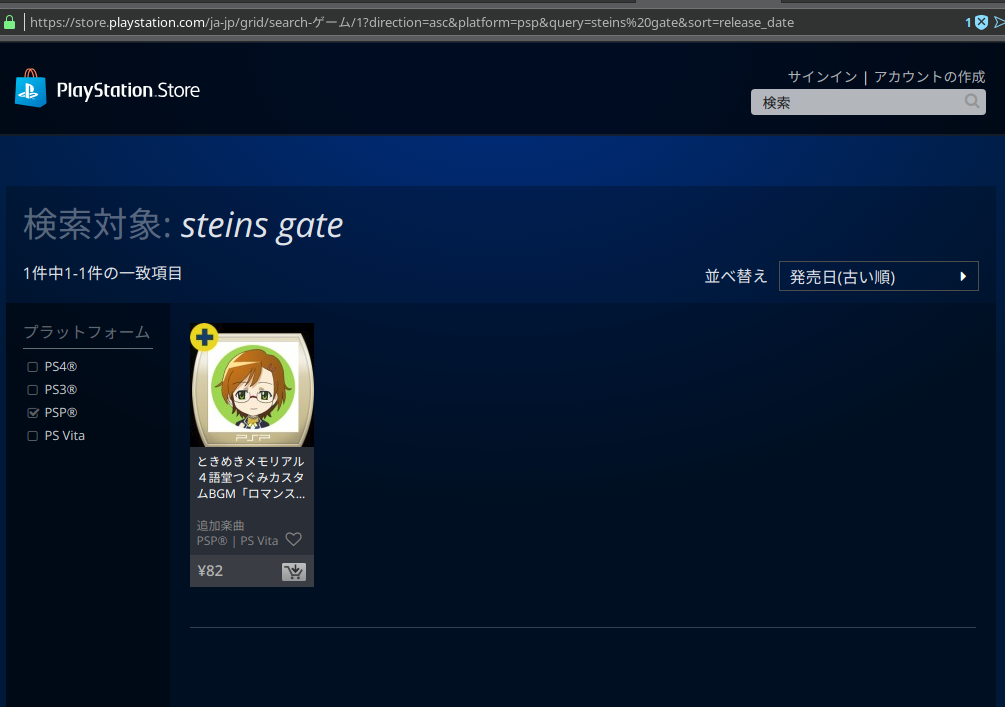 https://store.playstation.com/ja-jp/grid/search-ゲーム/1?direction=asc&platform=psp&query=steins%20gate&sort=release_date
1
PlayStation.Store
サインイン | アカウントの作成
検索
検索対象: steins gate
1件中1-1件の一致項目
並べ替え 発売日(古い順)
プラットフォーム
PS4®
PS3®
PSP®
PS Vita
PSP
ときめきメモリアル
４語堂つぐみカスタ
ムBGM「ロマンス...
追加楽曲
PSP® | PS Vita
¥82